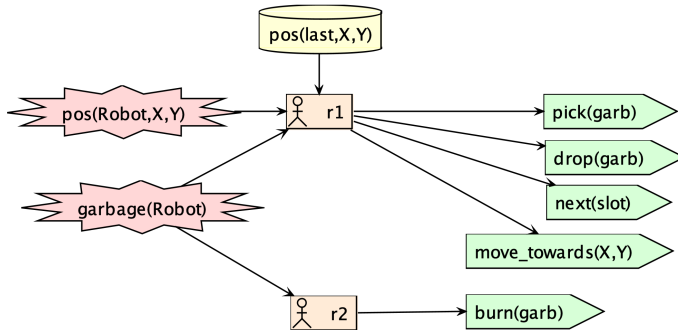 pos(last,X,Y)
pos(Robot,X,Y)
r1
pick(garb)
drop(garb)
next(slot)
garbage(Robot)
move_towards(X,Y)
r2
burn(garb)